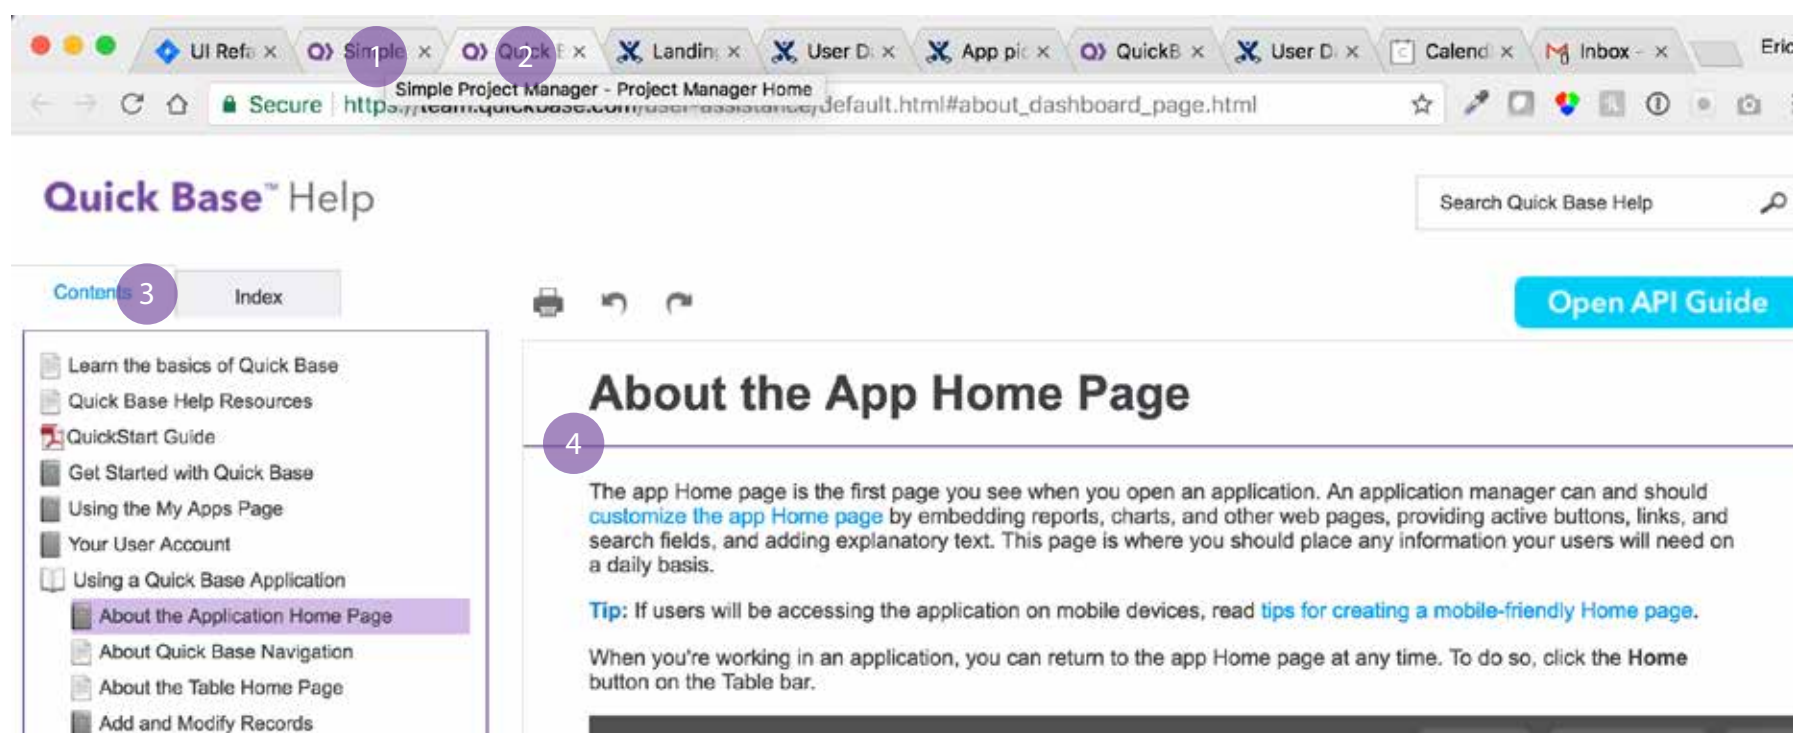 UI Refa
Simple
Quick B
Landin
User D
App pic
QuickB
User D
Calend
Inbox -
Eric
1
2
Simple Project Manager - Project Manager Home
Secure https://team.quickbase.com/user-assistance/default.html#about_dashboard_page.html
Quick Base™ Help
Search Quick Base Help
Contents 3 Index
Open API Guide
Learn the basics of Quick Base
Quick Base Help Resources
QuickStart Guide
Get Started with Quick Base
Using the My Apps Page
Your User Account
Using a Quick Base Application
About the Application Home Page
About Quick Base Navigation
About the Table Home Page
Add and Modify Records
About the App Home Page
4
The app Home page is the first page you see when you open an application. An application manager can and should
customize the app Home page by embedding reports, charts, and other web pages, providing active buttons, links, and
search fields, and adding explanatory text. This page is where you should place any information your users will need on
a daily basis.
Tip: If users will be accessing the application on mobile devices, read tips for creating a mobile-friendly Home page.
When you're working in an application, you can return to the app Home page at any time. To do so, click the Home
button on the Table bar.